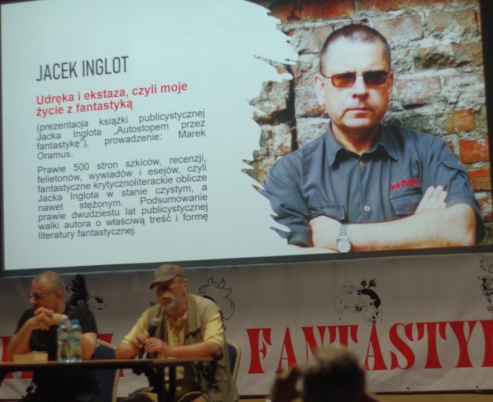 JACEK INGLOT
Udręka i ekstaza, czyli moje
życie z fantastyką
(prezentacja książki publicystycznej
Jacka Inglota „Autostopem przez
fantastykę”), prowadzenie: Marek
Oramus.
Prawie 500 stron szkiców, recenzji,
felietonów, wywiadów i esejów, czyli
fantastyczne krytycznoliterackie oblicze
Jacka Inglota w stanie czystym, a
nawet stężonym. Podsumowanie
prawie dwudziestu lat publicystycznej
walki autora o właściwą treść i formę
literatury fantastycznej.
FANTASTYK